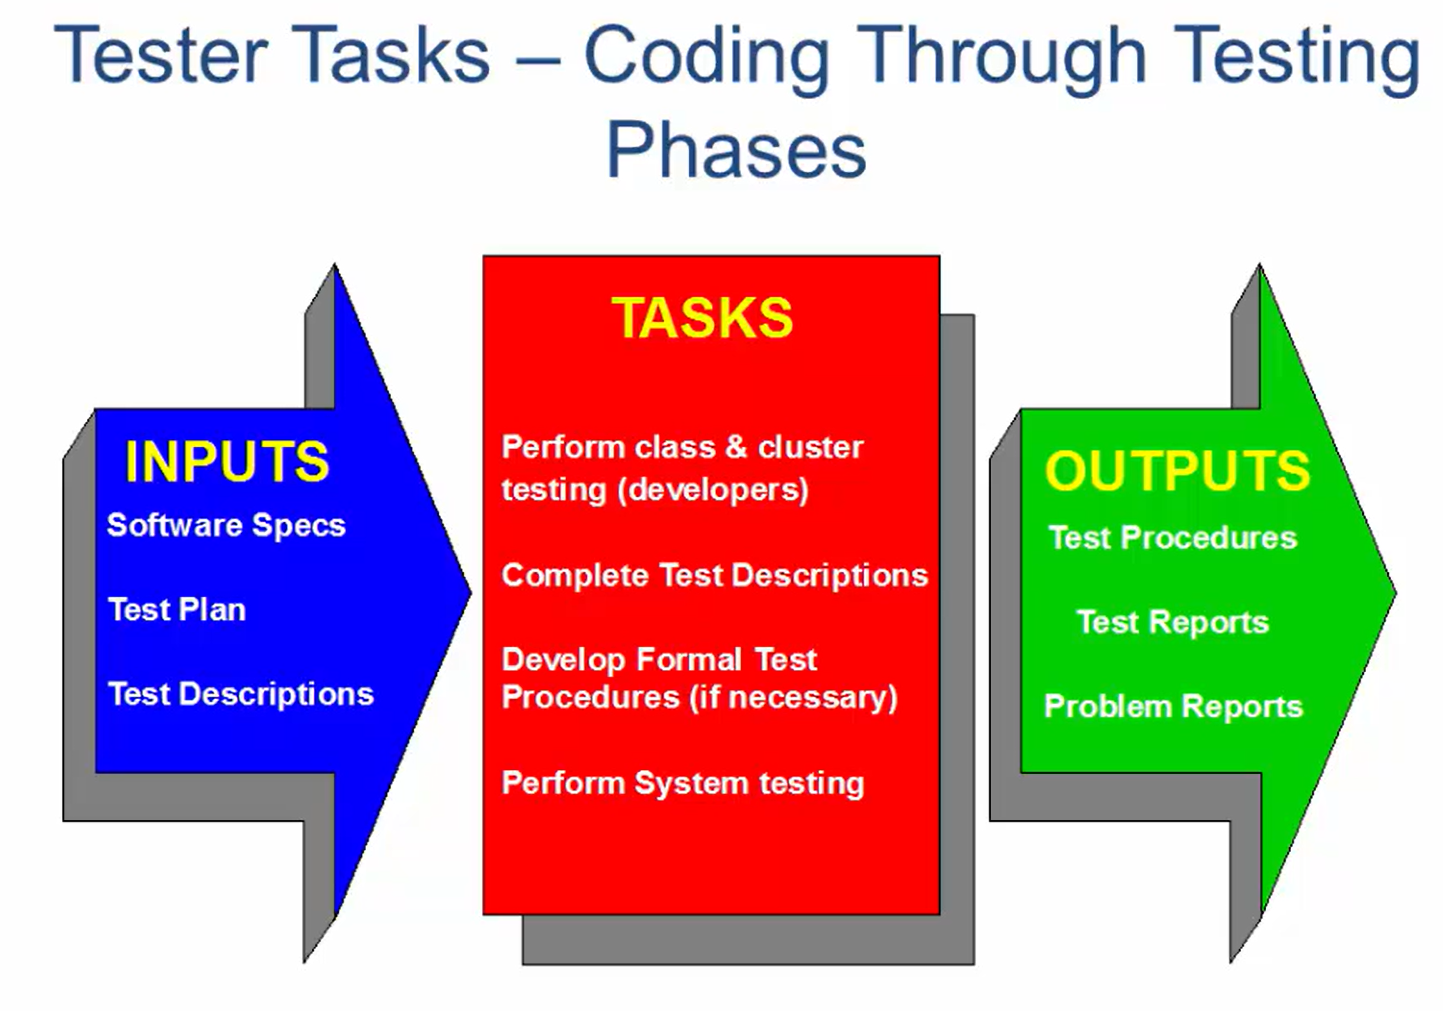 Tester Tasks – Coding Through Testing
Phases
INPUTS
Software Specs
Test Plan
Test Descriptions
TASKS
Perform class & cluster
testing (developers)
Complete Test Descriptions
Develop Formal Test
Procedures (if necessary)
Perform System testing
OUTPUTS
Test Procedures
Test Reports
Problem Reports